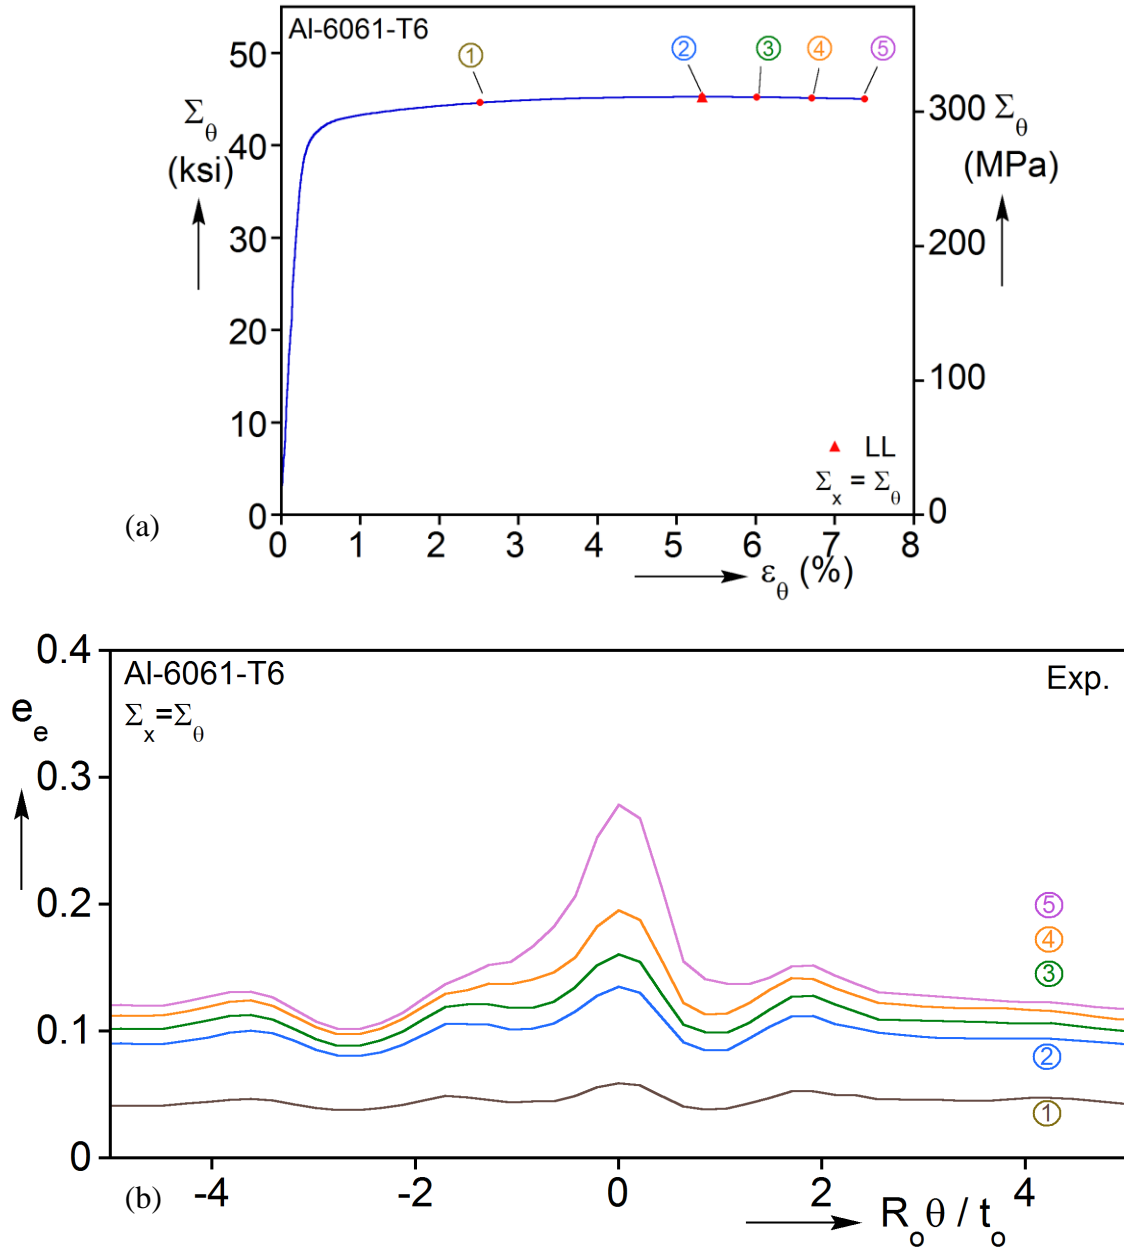 Al-6061-T6
① ② ③ ④ ⑤
50
40
30
20
10
0
Σθ
(ksi)
300
200
100
0
Σθ
(MPa)
LL
Σx = Σθ
0 1 2 3 4 5 6 7 8
εθ (%)
(a)
Al-6061-T6
Exp.
Σx=Σθ
ee
0.4
0.3
0.2
0.1
0
⑤
④
③
②
①
-4 -2 0 2 4
Roθ / to
(b)